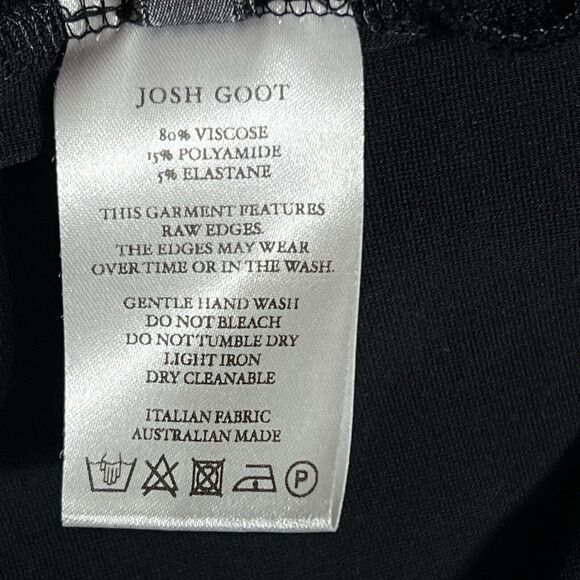 JOSH GOOT
80% VISCOSE
15% POLYAMIDE
5% ELASTANE
THIS GARMENT FEATURES
RAW EDGES.
THE EDGES MAY WEAR
OVER TIME OR IN THE WASH.
GENTLE HAND WASH
DO NOT BLEACH
DO NOT TUMBLE DRY
LIGHT IRON
DRY CLEANABLE
ITALIAN FABRIC
AUSTRALIAN MADE
P